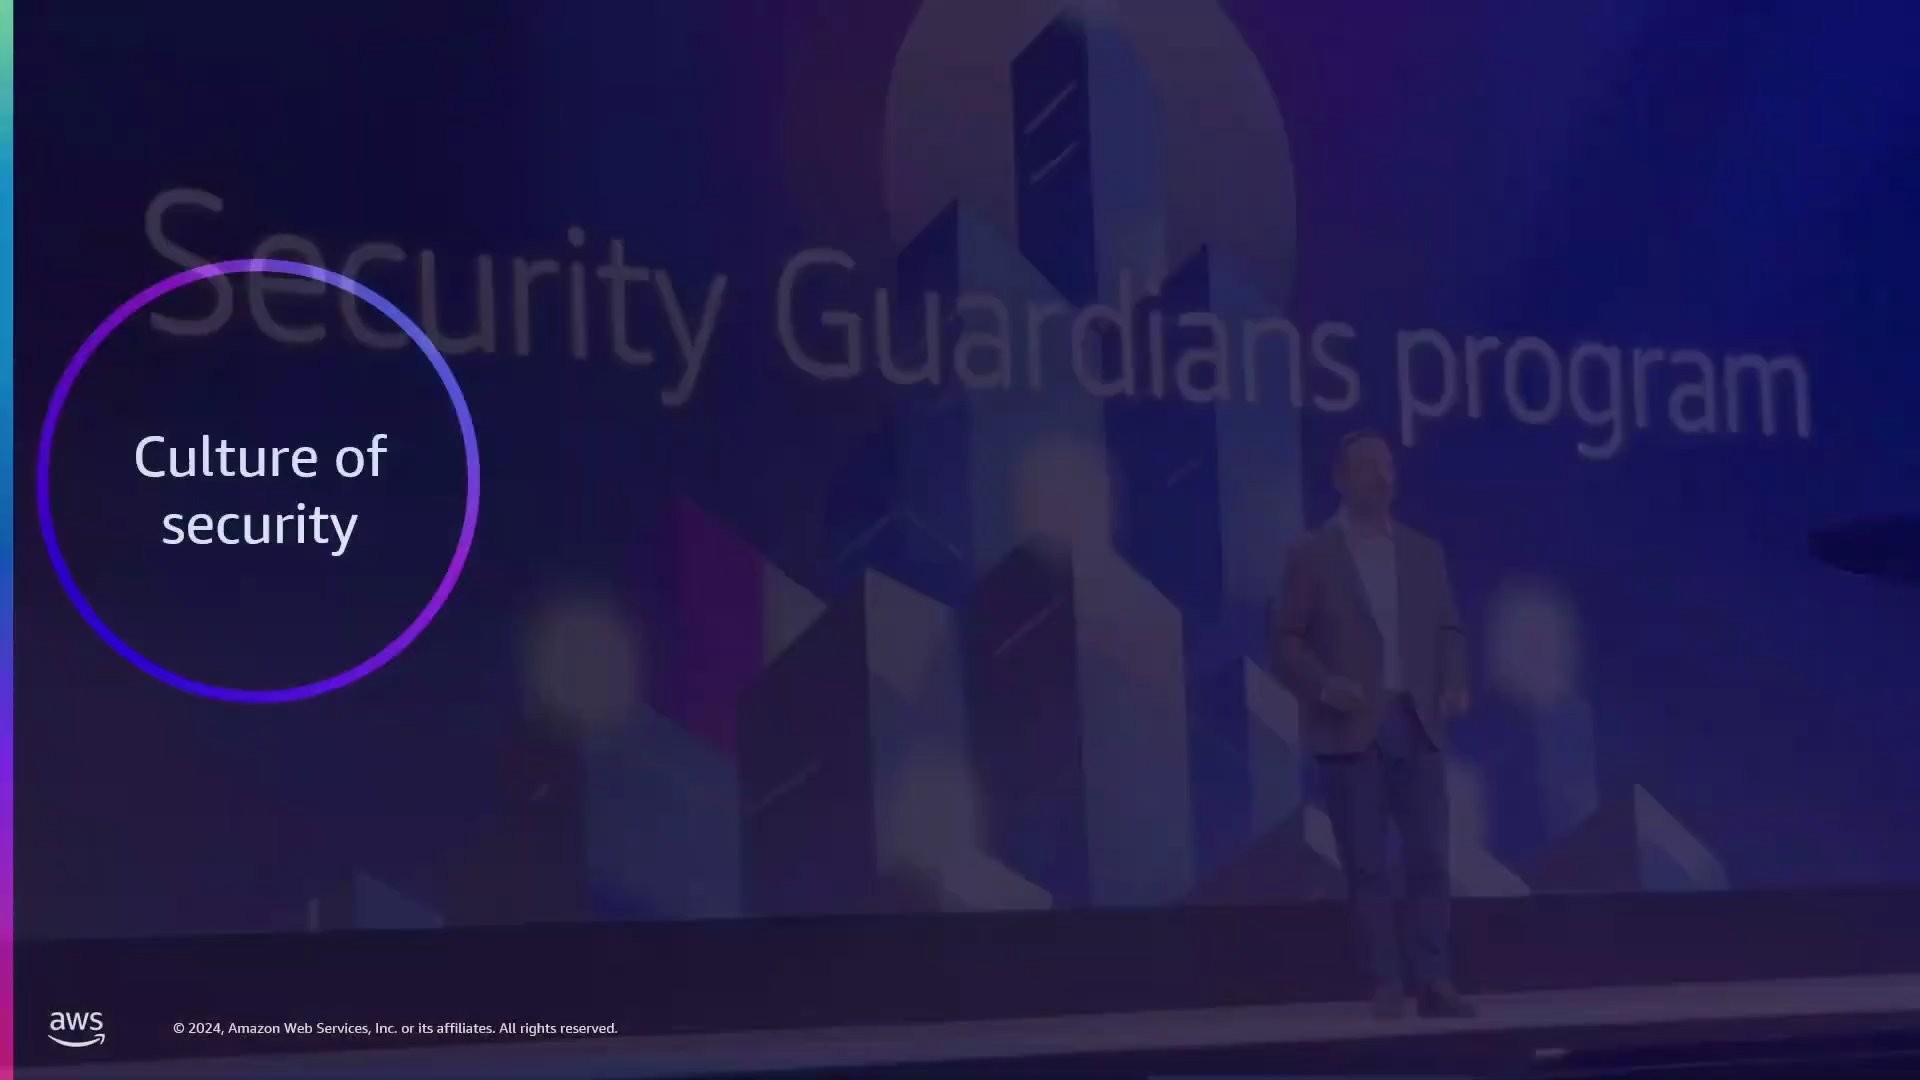 Security Guardians program
Culture of
security
aws
© 2024, Amazon Web Services, Inc. or its affiliates. All rights reserved.